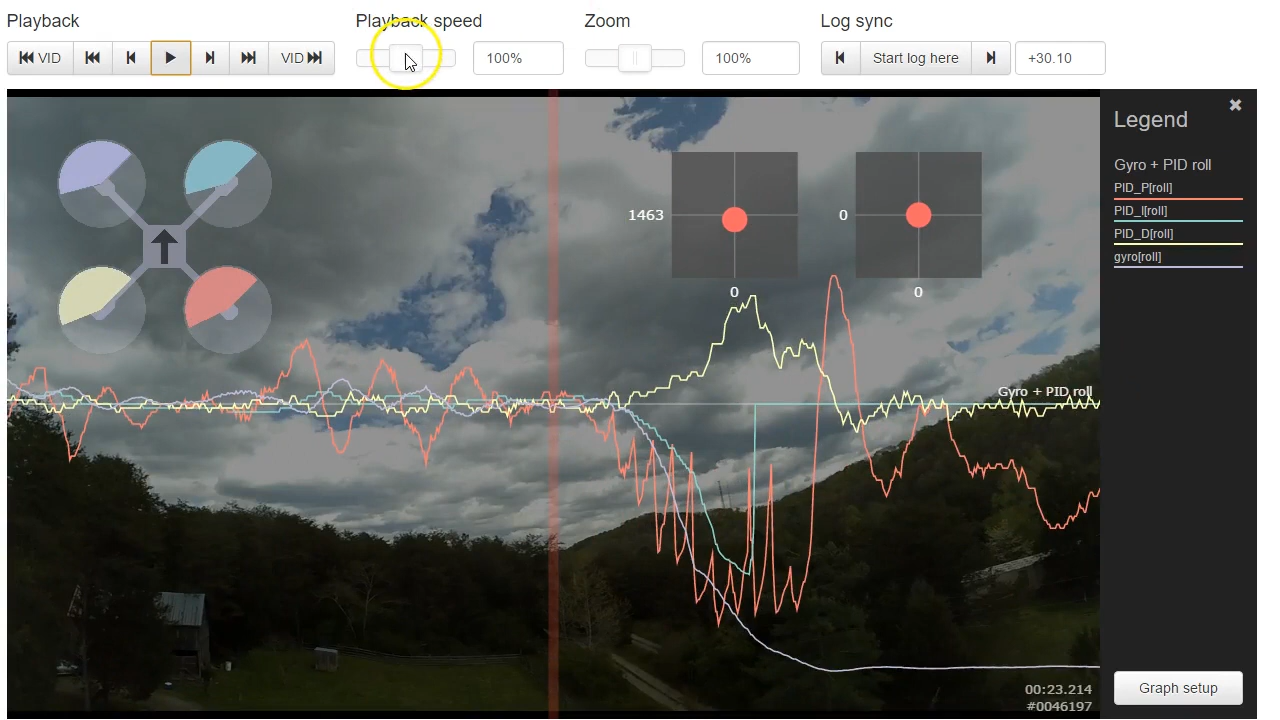 Playback
Playback speed
Zoom
Log sync
VID
VID
100%
100%
Start log here
+30.10
Legend
Gyro + PID roll
PID_P[roll]
PID_I[roll]
PID_D[roll]
gyro[roll]
1463
0
0
0
Gyro + PID roll
Graph setup
00:23.214
#0046197